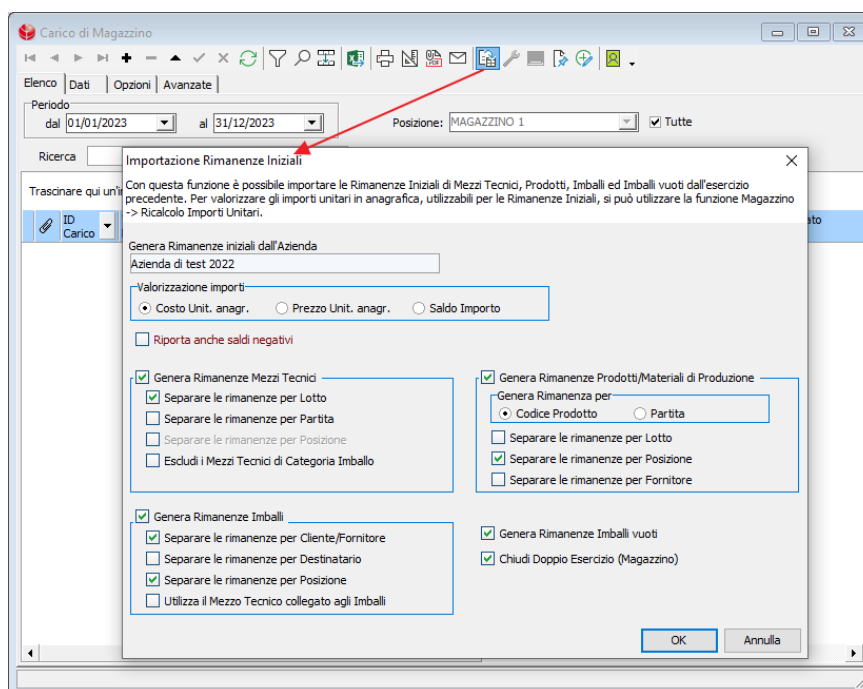 Carico di Magazzino
Elenco Dati Opzioni Avanzate
Periodo
dal 01/01/2023 al 31/12/2023 Posizione: MAGAZZINO 1 Tutte
Ricerca
Importazione Rimanenze Iniziali
Con questa funzione è possibile importare le Rimanenze Iniziali di Mezzi Tecnici, Prodotti, Imballi ed Imballi vuoti dall'esercizio
precedente. Per valorizzare gli importi unitari in anagrafica, utilizzabili per le Rimanenze Iniziali, si può utilizzare la funzione Magazzino
-> Ricalcolo Importi Unitari.
Trascinare qui un'i
ID
Carico
Genera Rimanenze iniziali dall'Azienda
Azienda di test 2022
Valorizzazione importi
Costo Unit. anagr. Prezzo Unit. anagr. Saldo Importo
Riporta anche saldi negativi
Genera Rimanenze Mezzi Tecnici
Separare le rimanenze per Lotto
Separare le rimanenze per Partita
Separare le rimanenze per Posizione
Escludi i Mezzi Tecnici di Categoria Imballo
Genera Rimanenze Prodotti/Materiali di Produzione
Genera Rimanenza per
Codice Prodotto Partita
Separare le rimanenze per Lotto
Separare le rimanenze per Posizione
Separare le rimanenze per Fornitore
Genera Rimanenze Imballi
Separare le rimanenze per Cliente/Fornitore
Separare le rimanenze per Destinatario
Separare le rimanenze per Posizione
Utilizza il Mezzo Tecnico collegato agli Imballi
Genera Rimanenze Imballi vuoti
Chiudi Doppio Esercizio (Magazzino)
OK Annulla